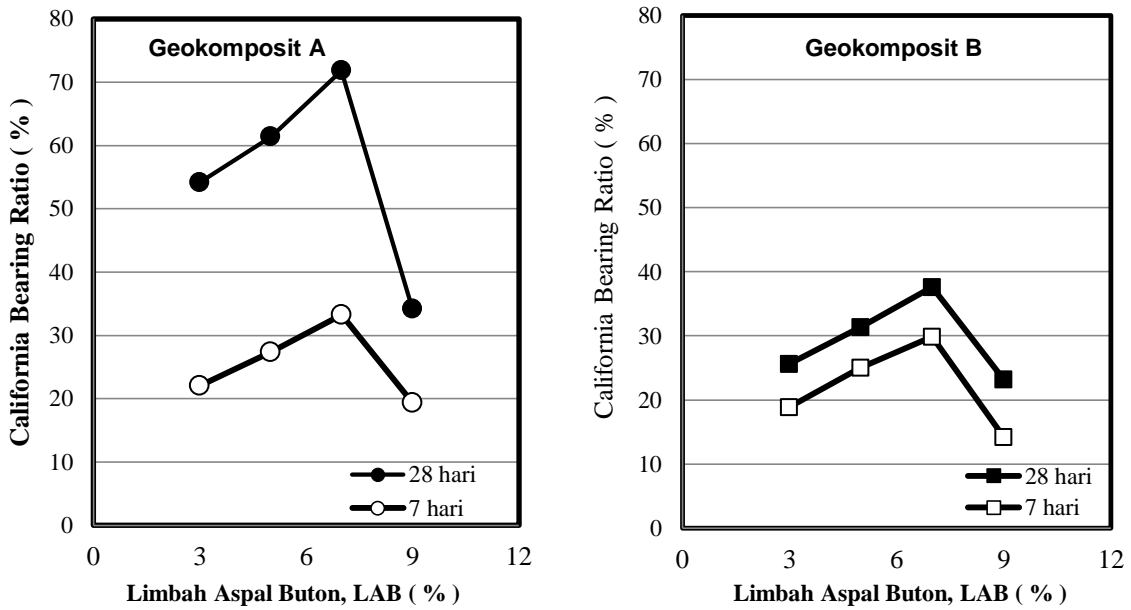 Geokomposit A
California Bearing Ratio ( % )
80
70
60
50
40
30
20
10
0
0 3 6 9 12
Limbah Aspal Buton, LAB ( % )
28 hari
7 hari
Geokomposit B
California Bearing Ratio ( % )
80
70
60
50
40
30
20
10
0
0 3 6 9 12
Limbah Aspal Buton, LAB ( % )
28 hari
7 hari